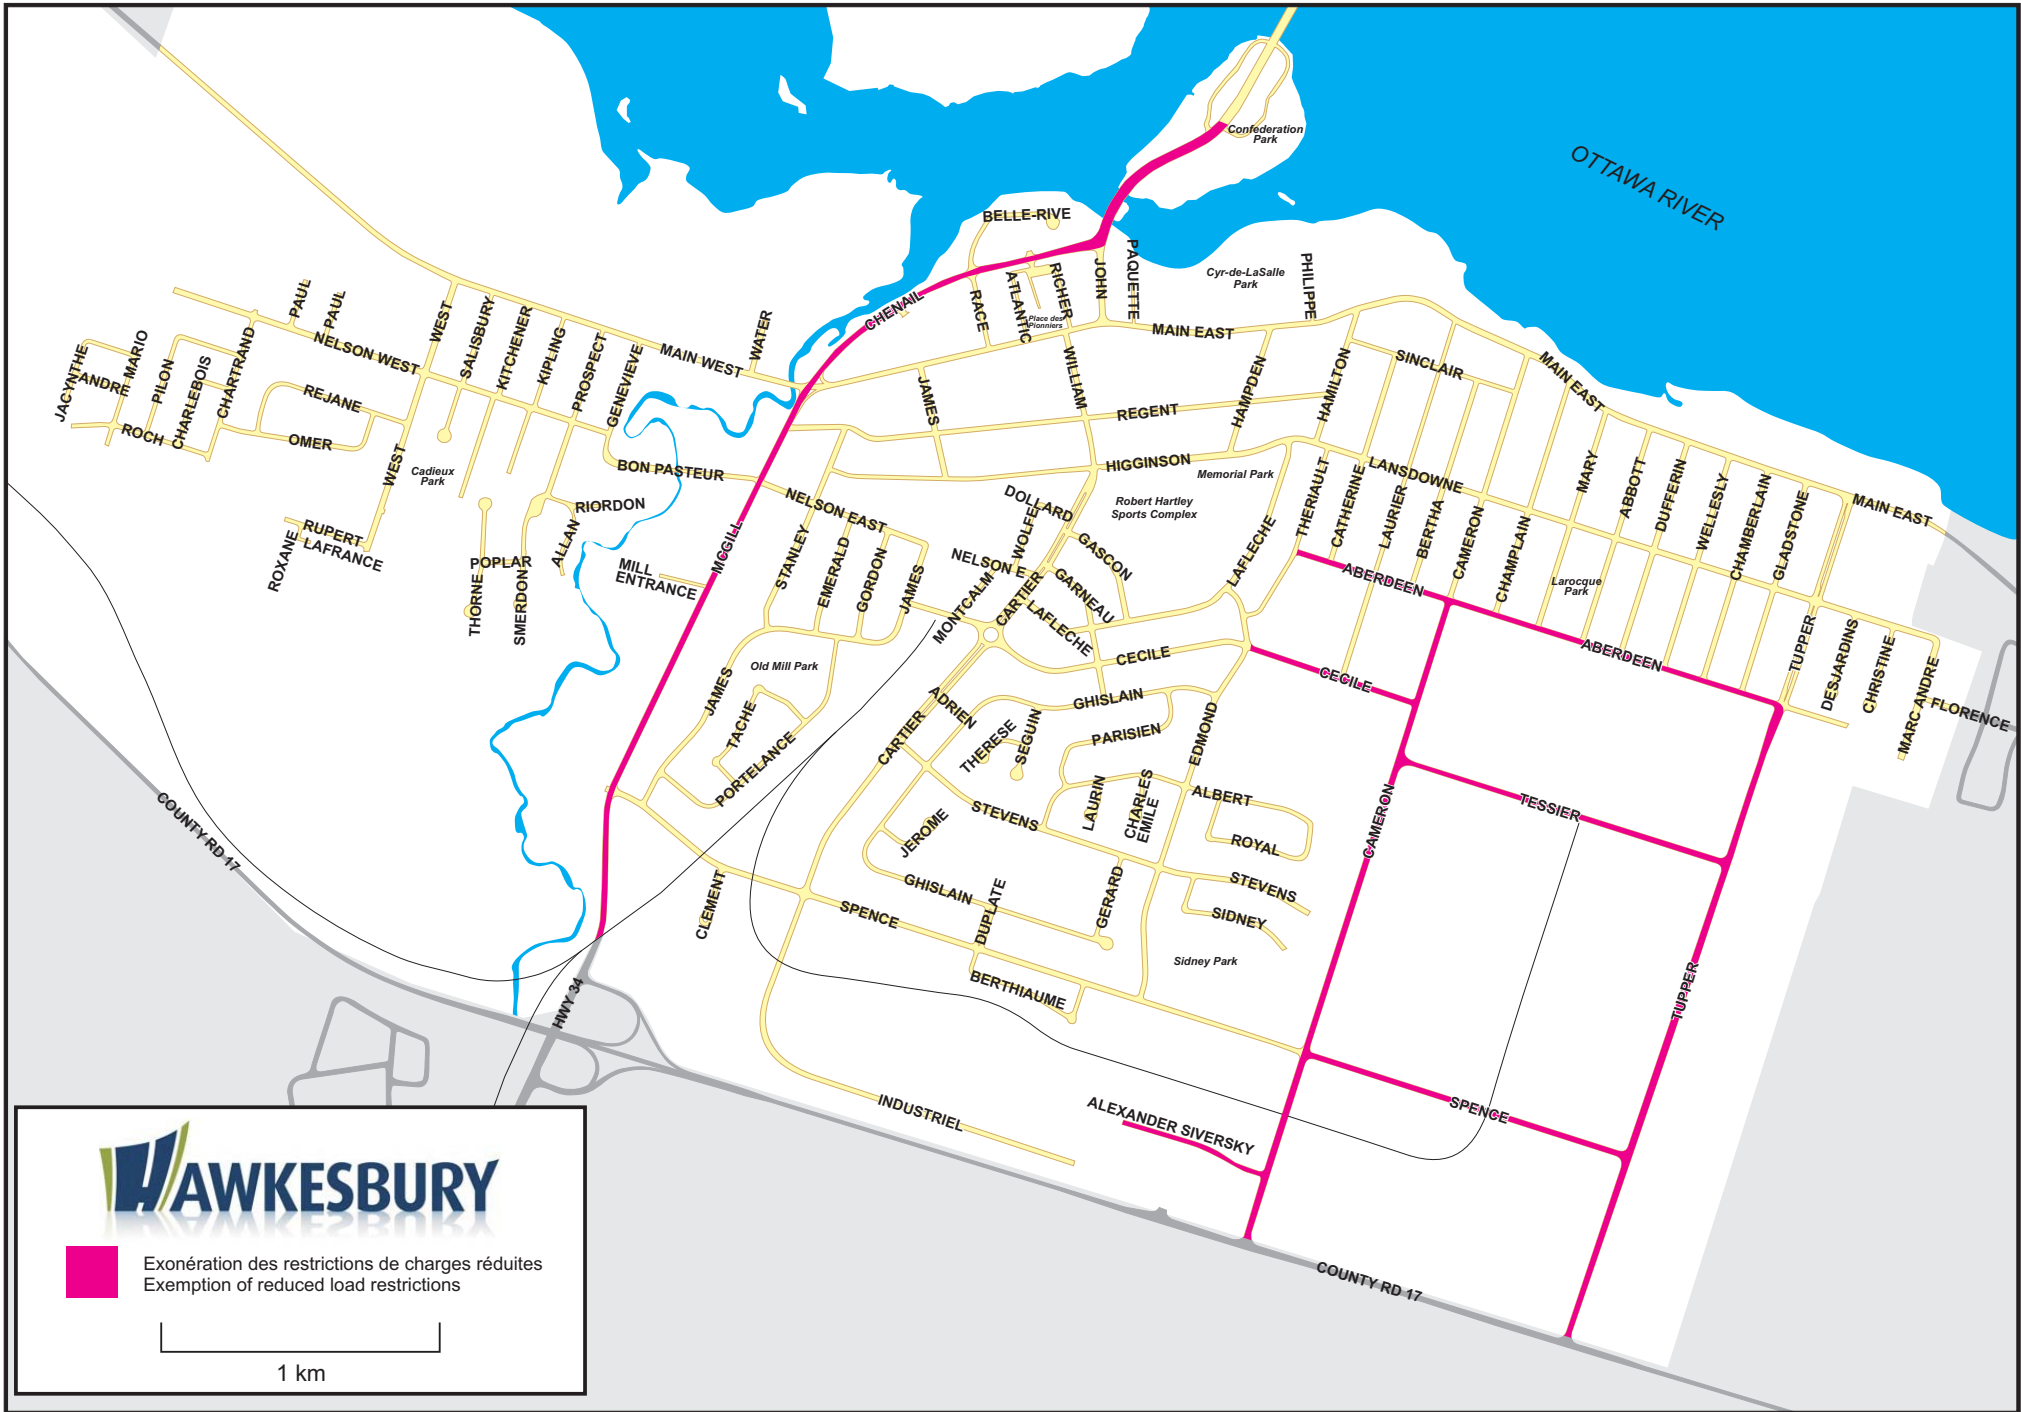 Confederation
Park
OTTAWA RIVER
BELLE-RIVE
PAQUETTE
JOHN
RICHER
ATLANTIC
RACE
CHENAIL
Cyr-de-LaSalle
Park
PHILIPPE
Place des
Pionniers
MAIN EAST
PAUL
PAUL
WEST
SALISBURY
KITCHENER
KIPLING
PROSPECT
GENEVIEVE
MAIN WEST
WATER
NELSON WEST
JACYNTHE
ANDRE
MARIO
PILON
CHARLEBOIS
CHARTRAND
REJANE
ROCH
OMER
WEST
Cadieux
Park
BON PASTEUR
RIORDON
RUPERT
LAFRANCE
ROXANE
POPLAR
THORNE
SMERDON
ALLAN
MILL
ENTRANCE
MCGILL
JAMES
WILLIAM
REGENT
HAMPDEN
HAMILTON
SINCLAIR
MAIN EAST
HIGGINSON
Memorial Park
LANSDOWNE
Robert Hartley
Sports Complex
NELSON EAST
DOLLARD
WOLFE
NELSON E
GASCON
GARNEAU
LAFLECHE
CARTIER
MONTCALM
LAFLECHE
STANLEY
EMERALD
GORDON
JAMES
THERIAULT
CATHERINE
LAURIER
BERTHA
CAMERON
CHAMPLAIN
MARY
ABBOTT
DUFFERIN
WELLESLY
CHAMBERLAIN
GLADSTONE
MAIN EAST
Larocque
Park
ABERDEEN
ABERDEEN
TUPPER
DESJARDINS
CHRISTINE
MARC ANDRE
FLORENCE
Old Mill Park
JAMES
TACHE
PORTELANCE
CECILE
CECILE
GHISLAIN
ADRIEN
CARTIER
THERESE
SEGUIN
PARISIEN
EDMOND
LAURIN
CHARLES
EMILE
ALBERT
ROYAL
STEVENS
JEROME
STEVENS
SIDNEY
GHISLAIN
DUPLATE
GERARD
CLEMENT
SPENCE
BERTHIAUME
Sidney Park
CAMERON
TESSIER
TUPPER
SPENCE
COUNTY RD 17
HWY 34
INDUSTRIEL
ALEXANDER SIVERSKY
COUNTY RD 17
HAWKESBURY
Exonération des restrictions de charges réduites
Exemption of reduced load restrictions
1 km